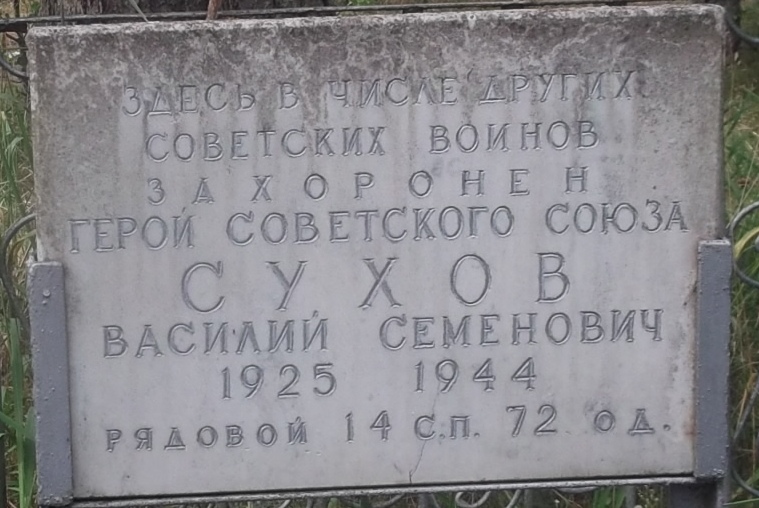 ЗДЕСЬ В ЧИСЛЕ ДРУГИХ
СОВЕТСКИХ ВОИНОВ
ЗАХОРОНЕН
ГЕРОЙ СОВЕТСКОГО СОЮЗА
СУХОВ
ВАСИЛИЙ СЕМЕНОВИЧ
1925 1944
РЯДОВОЙ 14 С.П. 72 ОД.